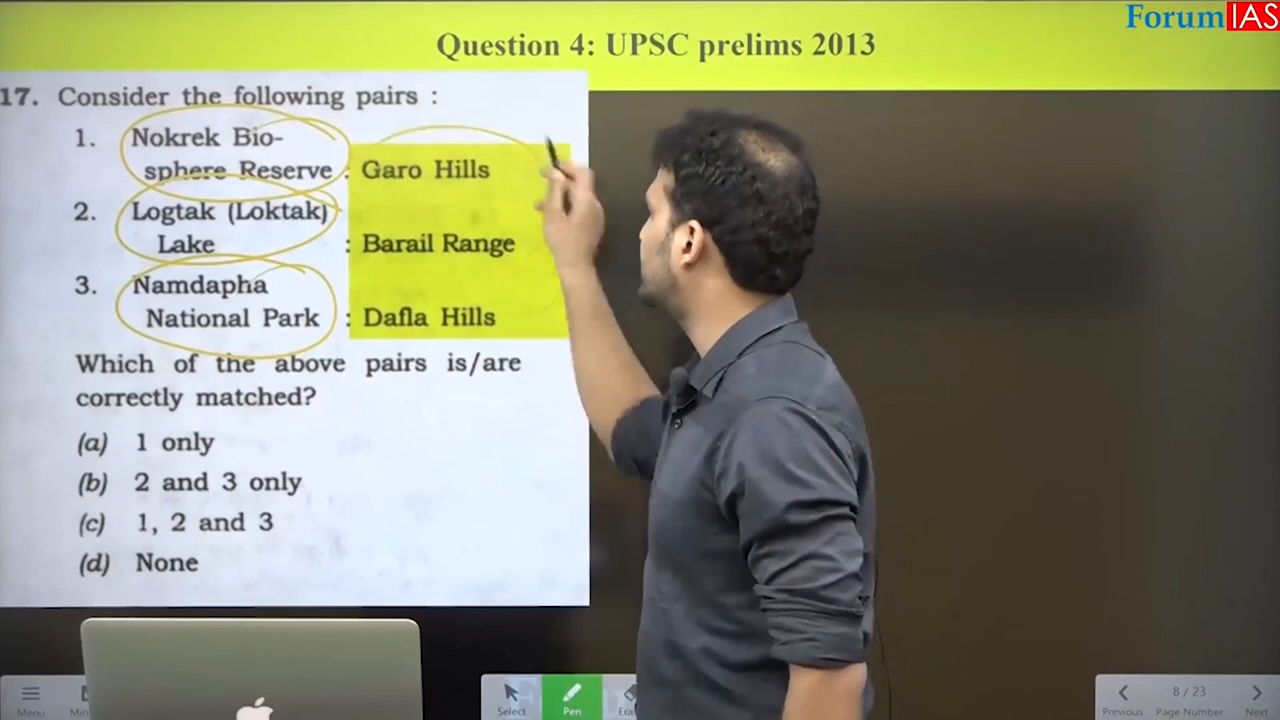 ForumIAS
Question 4: UPSC prelims 2013
17. Consider the following pairs :
1. Nokrek Bio-
sphere Reserve : Garo Hills
2. Logtak (Loktak)
Lake : Barail Range
3. Namdapha
National Park : Dafla Hills
Which of the above pairs is/are
correctly matched?
(a) 1 only
(b) 2 and 3 only
(c) 1, 2 and 3
(d) None
Menu
Select Pen
Previous 8 / 23 Page Number Next